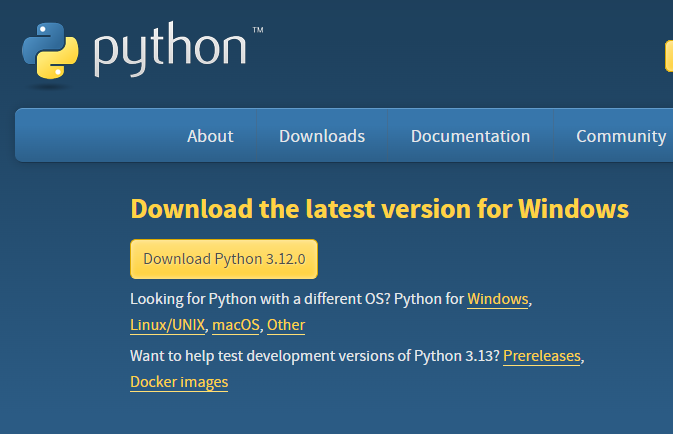 python™
About Downloads Documentation Community
Download the latest version for Windows
Download Python 3.12.0
Looking for Python with a different OS? Python for Windows,
Linux/UNIX, macOS, Other
Want to help test development versions of Python 3.13? Prereleases,
Docker images